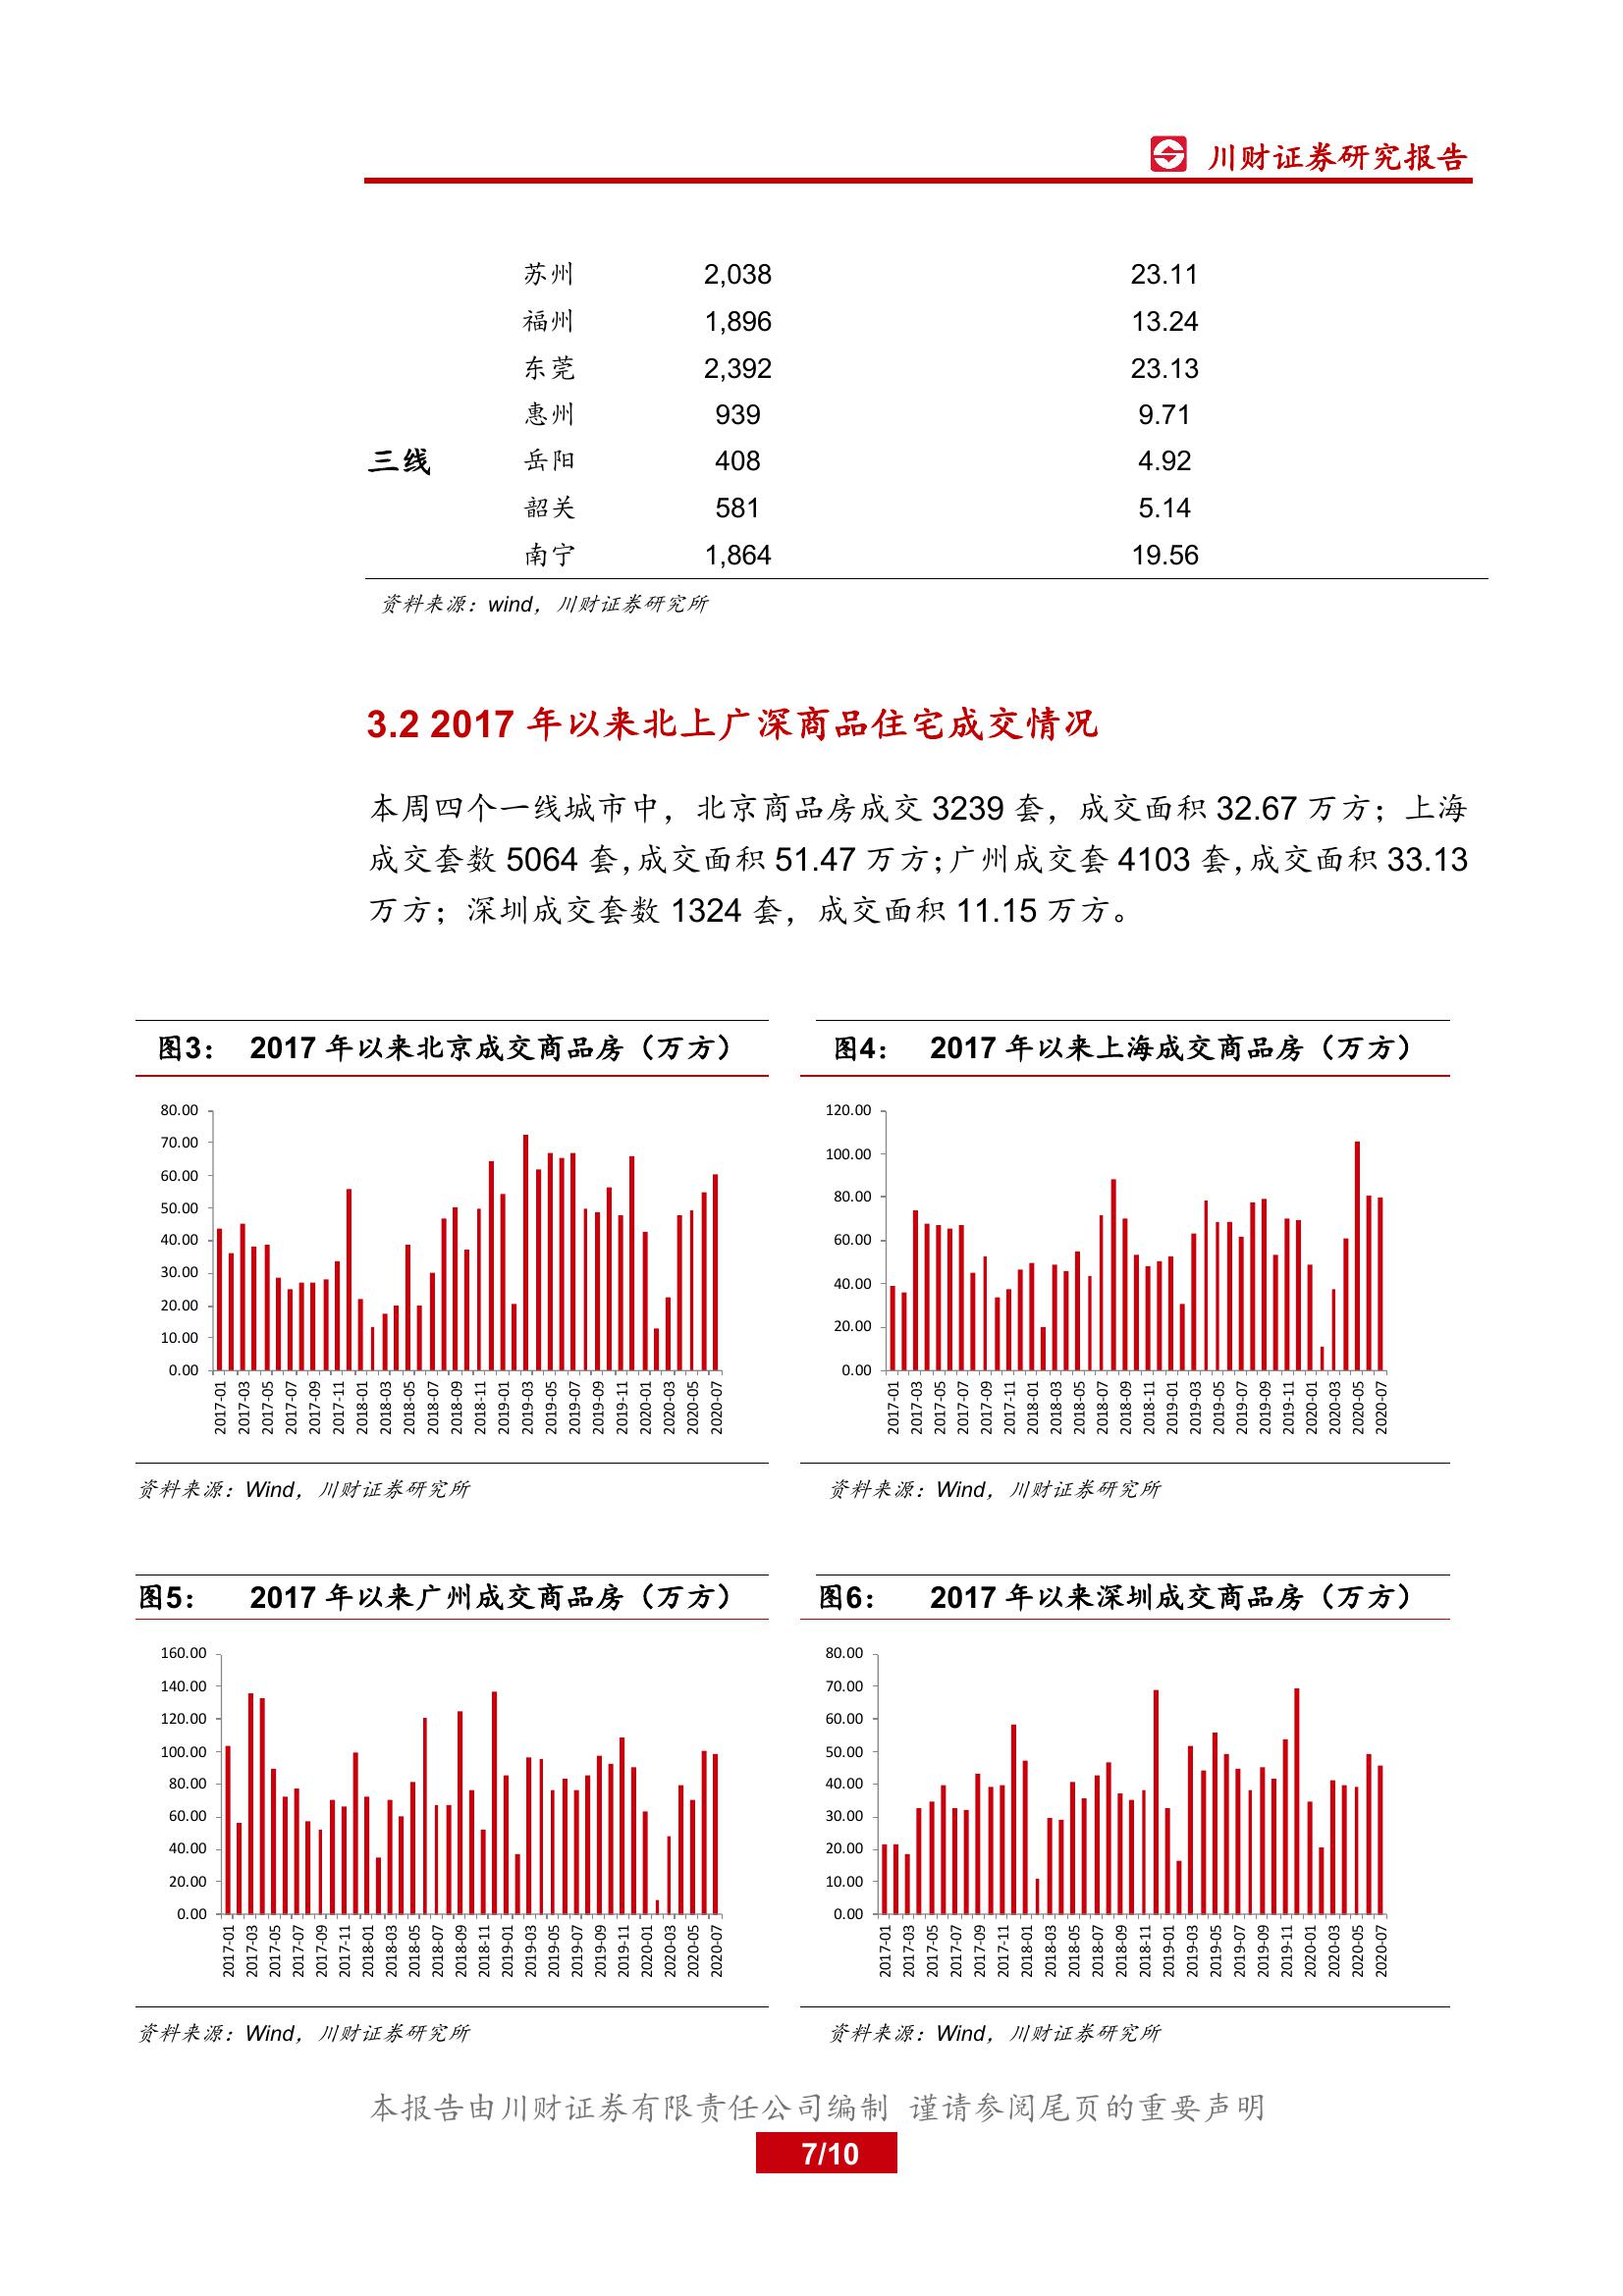 川财证券研究报告
苏州 2,038 23.11
福州 1,896 13.24
东莞 2,392 23.13
惠州 939 9.71
三线 岳阳 408 4.92
韶关 581 5.14
南宁 1,864 19.56
资料来源：wind，川财证券研究所
3.2 2017 年以来北上广深商品住宅成交情况
本周四个一线城市中，北京商品房成交 3239 套，成交面积 32.67 万方；上海
成交套数 5064 套，成交面积 51.47 万方；广州成交套 4103 套，成交面积 33.13
万方；深圳成交套数 1324 套，成交面积 11.15 万方。
图3： 2017 年以来北京成交商品房（万方）
80.00
70.00
60.00
50.00
40.00
30.00
20.00
10.00
0.00
2017-01 2017-03 2017-05 2017-07 2017-09 2017-11 2018-01 2018-03 2018-05 2018-07 2018-09 2018-11 2019-01 2019-03 2019-05 2019-07 2019-09 2019-11 2020-01 2020-03 2020-05 2020-07
资料来源：Wind，川财证券研究所
图4： 2017 年以来上海成交商品房（万方）
120.00
100.00
80.00
60.00
40.00
20.00
0.00
2017-01 2017-03 2017-05 2017-07 2017-09 2017-11 2018-01 2018-03 2018-05 2018-07 2018-09 2018-11 2019-01 2019-03 2019-05 2019-07 2019-09 2019-11 2020-01 2020-03 2020-05 2020-07
资料来源：Wind，川财证券研究所
图5： 2017 年以来广州成交商品房（万方）
160.00
140.00
120.00
100.00
80.00
60.00
40.00
20.00
0.00
2017-01 2017-03 2017-05 2017-07 2017-09 2017-11 2018-01 2018-03 2018-05 2018-07 2018-09 2018-11 2019-01 2019-03 2019-05 2019-07 2019-09 2019-11 2020-01 2020-03 2020-05 2020-07
资料来源：Wind，川财证券研究所
图6： 2017 年以来深圳成交商品房（万方）
80.00
70.00
60.00
50.00
40.00
30.00
20.00
10.00
0.00
2017-01 2017-03 2017-05 2017-07 2017-09 2017-11 2018-01 2018-03 2018-05 2018-07 2018-09 2018-11 2019-01 2019-03 2019-05 2019-07 2019-09 2019-11 2020-01 2020-03 2020-05 2020-07
资料来源：Wind，川财证券研究所
本报告由川财证券有限责任公司编制 谨请参阅尾页的重要声明
7/10